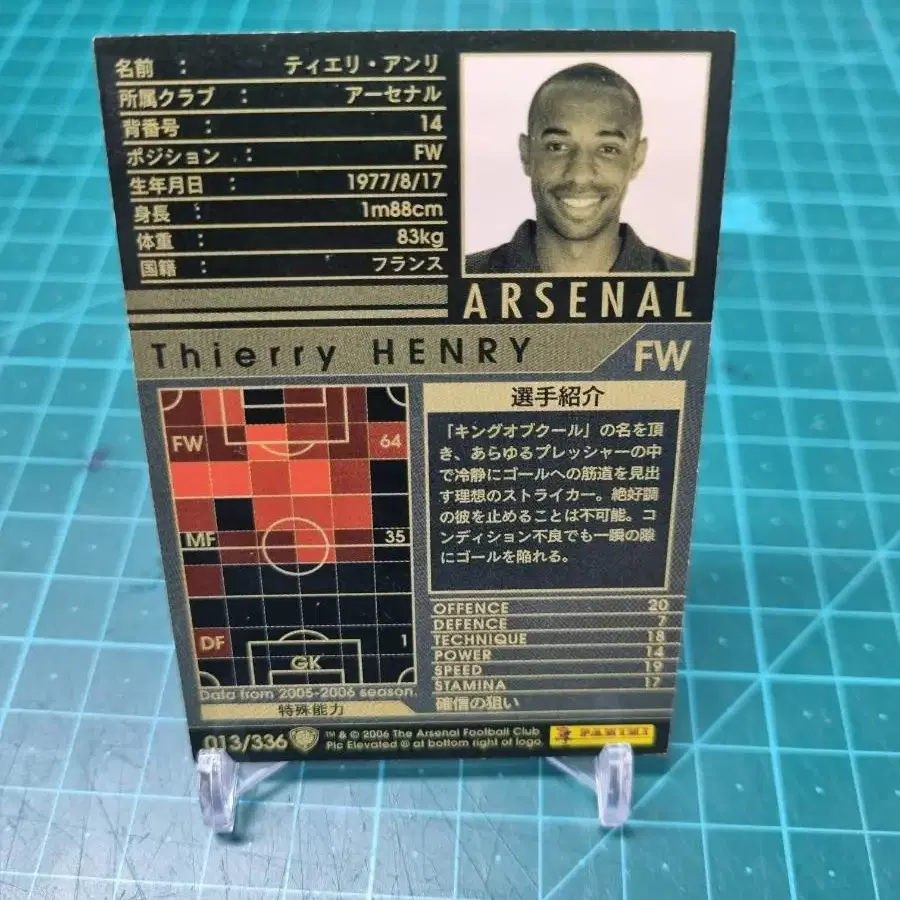 名前 : ティエリ・アンリ
所属クラブ : アーセナル
背番号 : 14
ポジション : FW
生年月日 : 1977/8/17
身長 : 1m88cm
体重 : 83kg
国籍 : フランス
ARSENAL
Thierry HENRY
FW
FW 64
MF 35
DF 1
GK
Data from 2005-2006 season.
選手紹介
「キングオブクール」の名を頂
き、あらゆるプレッシャーの中
で冷静にゴールへの筋道を見出
す理想のストライカー。絶好調
の彼を止めることは不可能。コ
ンディション不良でも一瞬の隙
にゴールを陥れる。
OFFENCE 20
DEFENCE 7
TECHNIQUE 18
POWER 14
SPEED 19
STAMINA 17
特殊能力 確信の狙い
013/336
™ & © 2006 The Arsenal Football Club
Pic Elevated @ at bottom right of logo.
PANINI